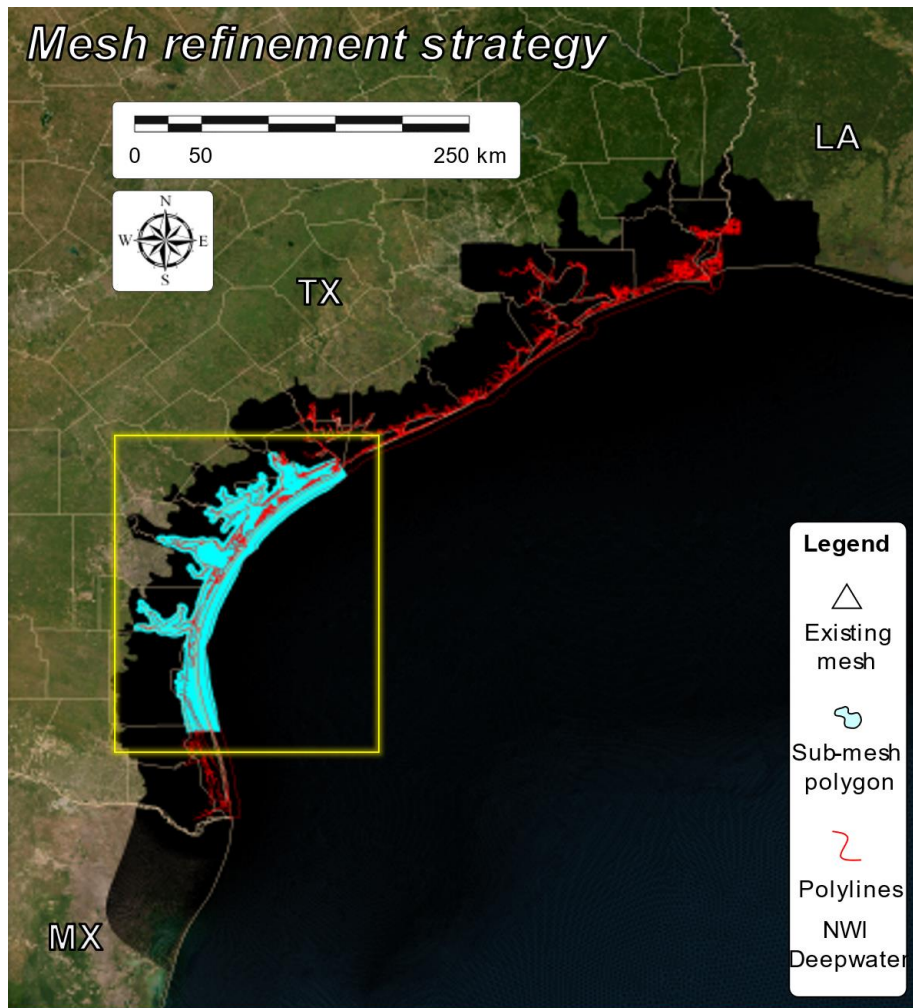 Mesh refinement strategy
LA
0 50 250 km
N
W E
S
TX
Legend
Existing
mesh
Sub-mesh
polygon
Polylines
NWI
Deepwater
MX